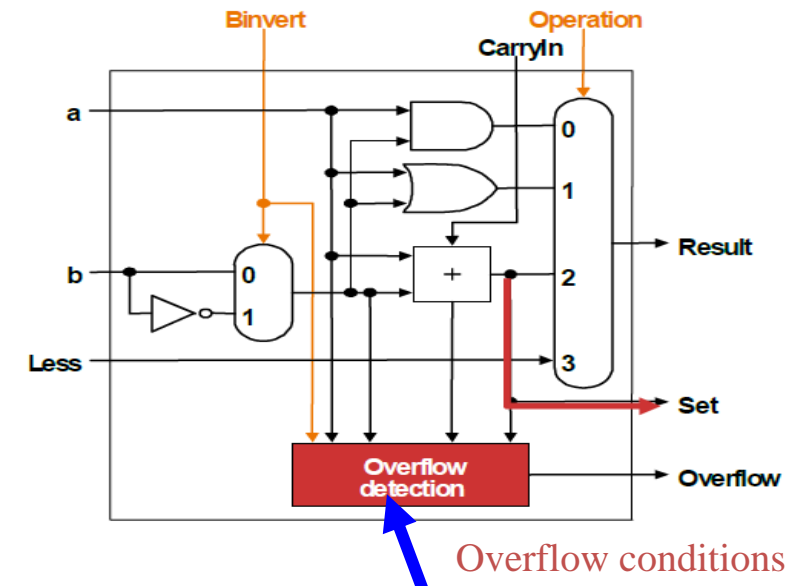 Binvert
Operation
CarryIn
a
0
1
b
0
1
+
2
Result
Less
3
Set
Overflow
detection
Overflow
Overflow conditions